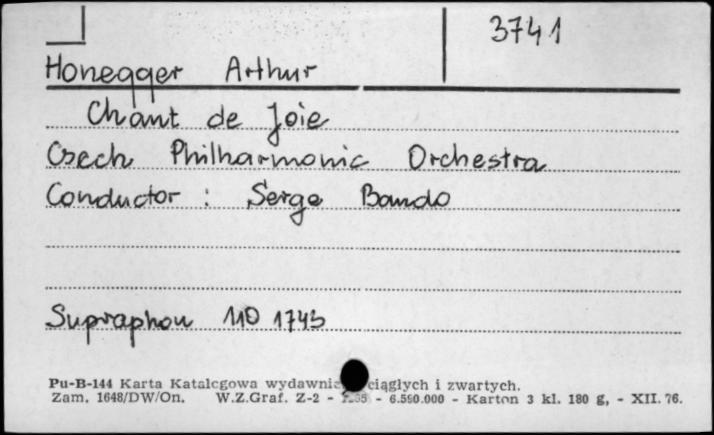 3741
Honegger Arthur
Chant de Joie
Czech Philharmonic Orchestra
Conductor : Serge Baudo
Supraphon 110 1743
Pu-B-144 Karta Katalogowa wydawnic ciągłych i zwartych.
Zam. 1648/DW/On. W.Z.Graf. Z-2 - - 6.590.000 - Karton 3 kl. 180 g, - XII. 76.